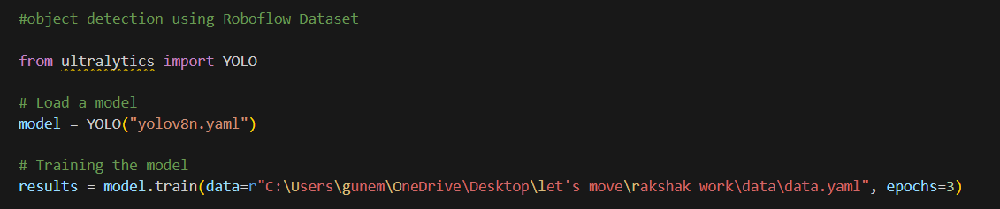 #object detection using Roboflow Dataset
from ultralytics import YOLO
# Load a model
model = YOLO("yolov8n.yaml")
# Training the model
results = model.train(data=r"C:\Users\gunem\OneDrive\Desktop\let's move\rakshak work\data\data.yaml", epochs=3)